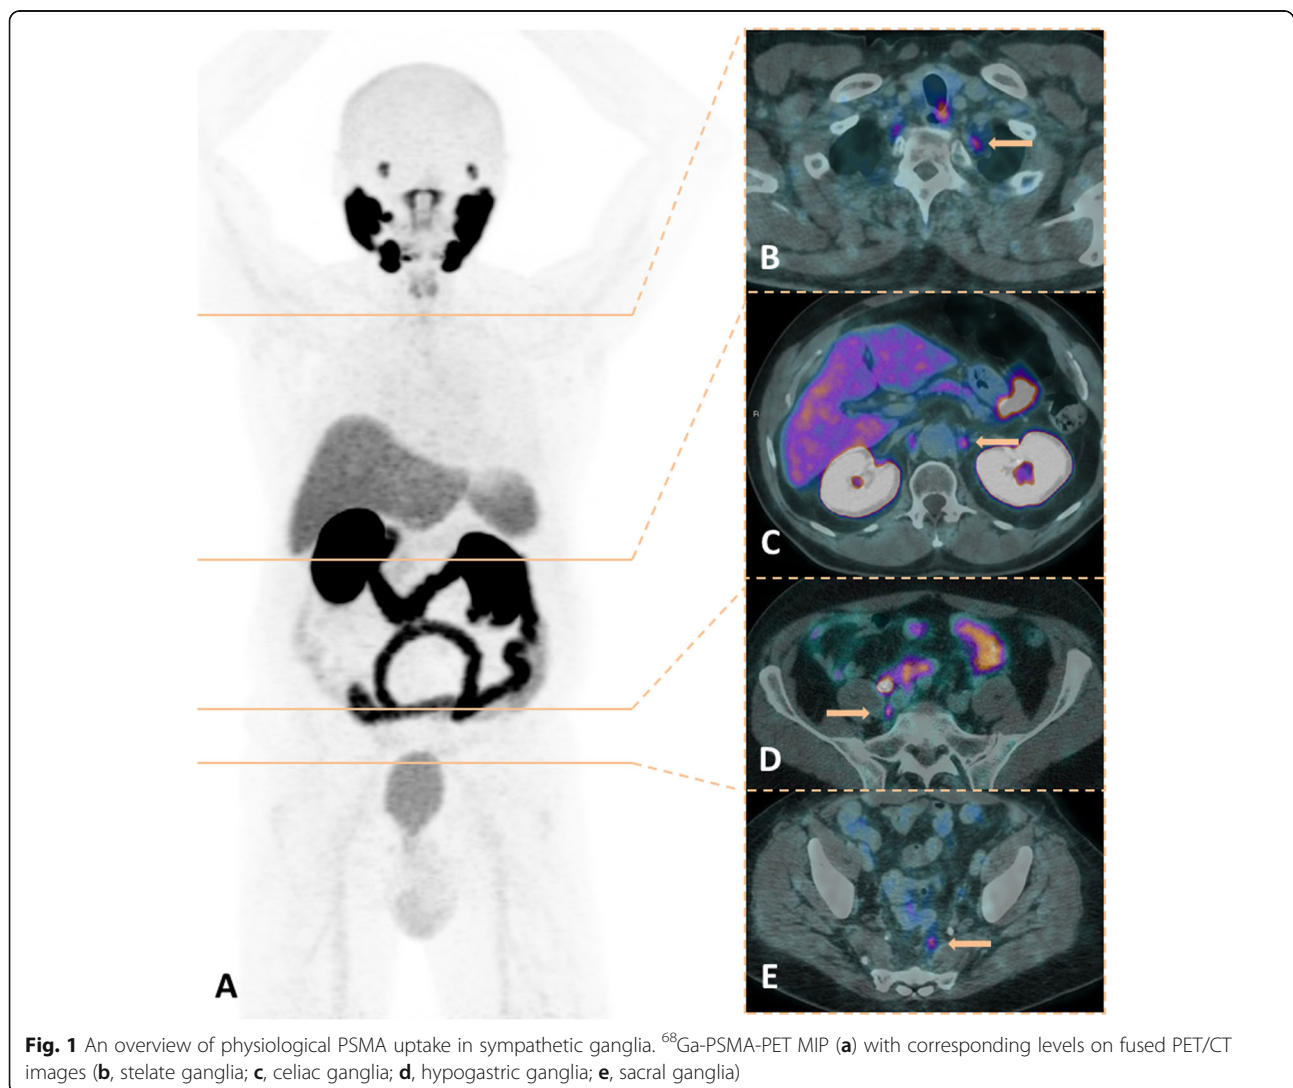 B
R
C
D
A
E
Fig. 1 An overview of physiological PSMA uptake in sympathetic ganglia. ⁶⁸Ga-PSMA-PET MIP (a) with corresponding levels on fused PET/CT
images (b, stelate ganglia; c, celiac ganglia; d, hypogastric ganglia; e, sacral ganglia)